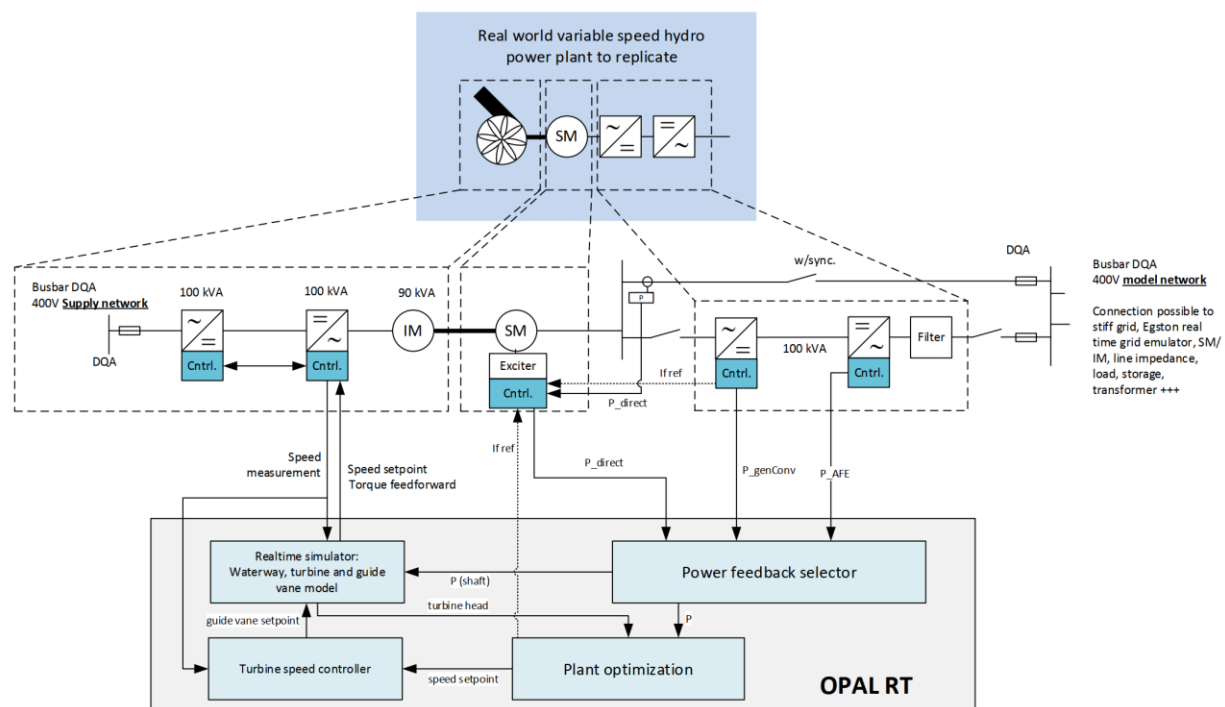 Real world variable speed hydro
power plant to replicate
SM
~
=
=
~
Busbar DQA
400V Supply network
DQA
100 kVA
~
=
Cntrl.
100 kVA
=
~
Cntrl.
90 kVA
IM
SM
Exciter
Cntrl.
w/sync.
P
DQA
Busbar DQA
400V model network
Connection possible to
stiff grid, Egston real
time grid emulator, SM/
IM, line impedance,
load, storage,
transformer +++
~
=
Cntrl.
100 kVA
=
~
Cntrl.
Filter
If ref
P_direct
Speed
measurement
Speed setpoint
Torque feedforward
If ref
P_direct
P_genConv
P_AFE
Realtime simulator:
Waterway, turbine and guide
vane model
P (shaft)
Power feedback selector
turbine head
P
guide vane setpoint
Turbine speed controller
speed setpoint
Plant optimization
OPAL RT